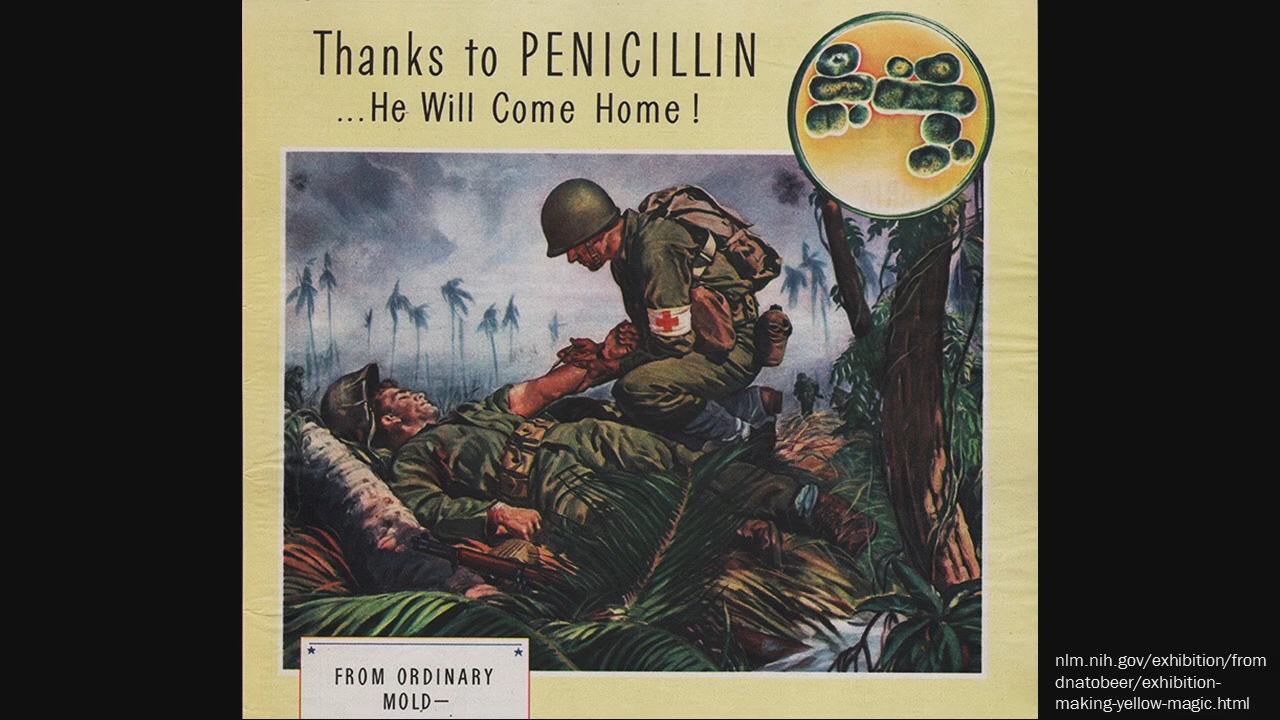 Thanks to PENICILLIN
...He Will Come Home!
FROM ORDINARY
MOLD—
nlm.nih.gov/exhibition/from
dnatobeer/exhibition-
making-yellow-magic.html